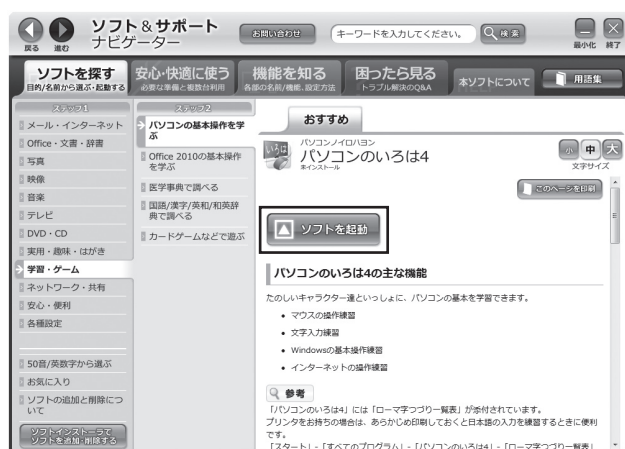 ソフト＆サポート
ナビゲーター
戻る 進む
お問い合わせ
キーワードを入力してください。
検索
最小化 終了
ソフトを探す
目的/名前から選ぶ・起動する
安心・快適に使う
必要な準備と複数台利用
機能を知る
各部の名前/機能、設定方法
困ったら見る
トラブル解決のQ&A
本ソフトについて
用語集
ステップ1
メール・インターネット
Office・文書・辞書
写真
映像
音楽
テレビ
DVD・CD
実用・趣味・はがき
学習・ゲーム
ネットワーク・共有
安心・便利
各種設定
50音/英数字から選ぶ
お気に入り
ソフトの追加と削除につ
いて
ソフトインストーラで
ソフトを追加・削除する
ステップ2
パソコンの基本操作を学
ぶ
Office 2010の基本操作
を学ぶ
医学事典で調べる
国語/漢字/英和/和英辞
典で調べる
カードゲームなどで遊ぶ
おすすめ
いろは
パソコンノイロハヨン
パソコンのいろは4
未インストール
小 中 大
文字サイズ
このページを印刷
ソフトを起動
パソコンのいろは4の主な機能
たのしいキャラクター達といっしょに、パソコンの基本を学習できます。
• マウスの操作練習
• 文字入力練習
• Windowsの基本操作練習
• インターネットの操作練習
参考
「パソコンのいろは4」には「ローマ字つづり一覧表」が添付されています。
プリンタをお持ちの場合は、あらかじめ印刷しておくと日本語の入力を練習するときに便利
です。
「スタート」-「すべてのプログラム」-「パソコンのいろは4」-「ローマ字つづり一覧表」